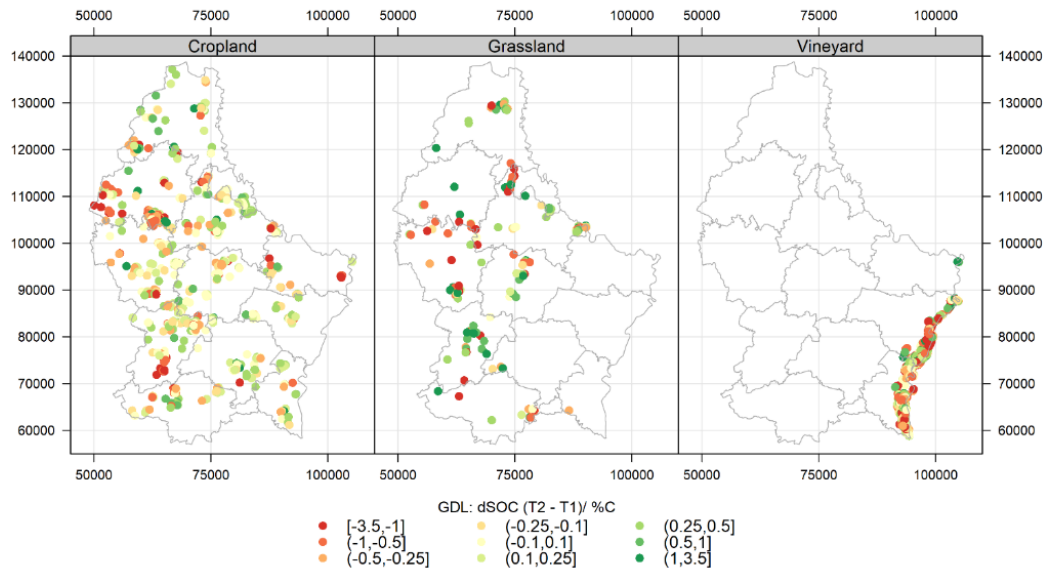 50000 75000 100000 50000 75000 100000 50000 75000 100000
Cropland Grassland Vineyard
140000 140000
130000 130000
120000 120000
110000 110000
100000 100000
90000 90000
80000 80000
70000 70000
60000 60000
50000 75000 100000 50000 75000 100000 50000 75000 100000
GDL: dSOC (T2 - T1)/ %C
[-3.5,-1] (-0.25,-0.1] (0.25,0.5]
(-1,-0.5] (-0.1,0.1] (0.5,1]
(-0.5,-0.25] (0.1,0.25] (1,3.5]